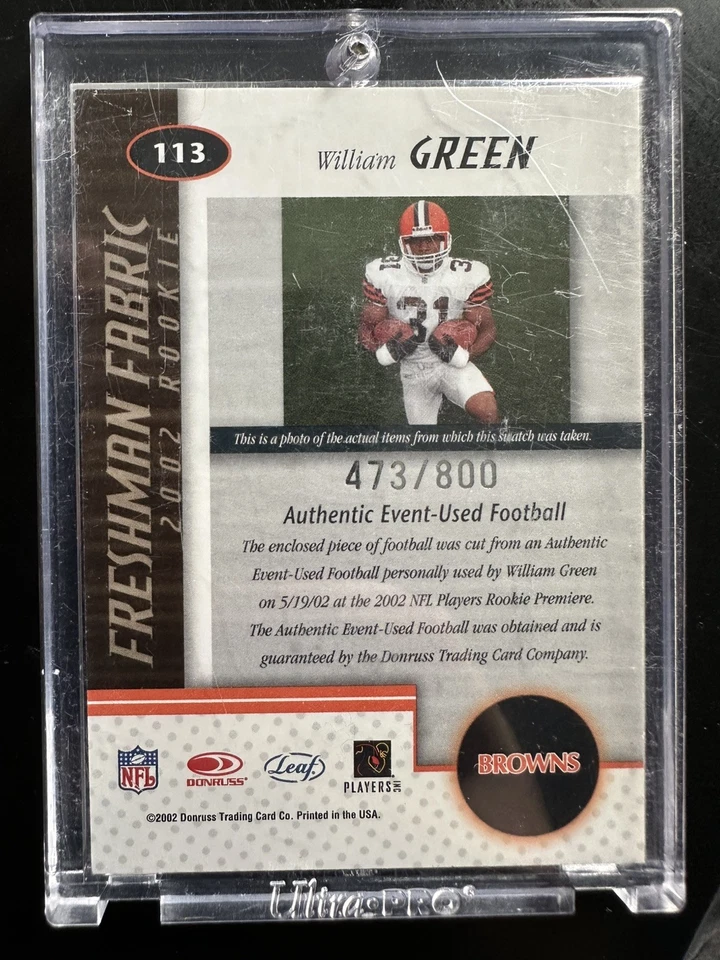 113
William GREEN
FRESHMAN FABRIC
2002 ROOKIE
31
31
31
This is a photo of the actual items from which this swatch was taken.
473/800
Authentic Event-Used Football
The enclosed piece of football was cut from an Authentic
Event-Used Football personally used by William Green
on 5/19/02 at the 2002 NFL Players Rookie Premiere.
The Authentic Event-Used Football was obtained and is
guaranteed by the Donruss Trading Card Company.
BROWNS
NFL
DONRUSS
Leaf
PLAYERS INC
©2002 Donruss Trading Card Co. Printed in the USA.
Ultra·PRO®